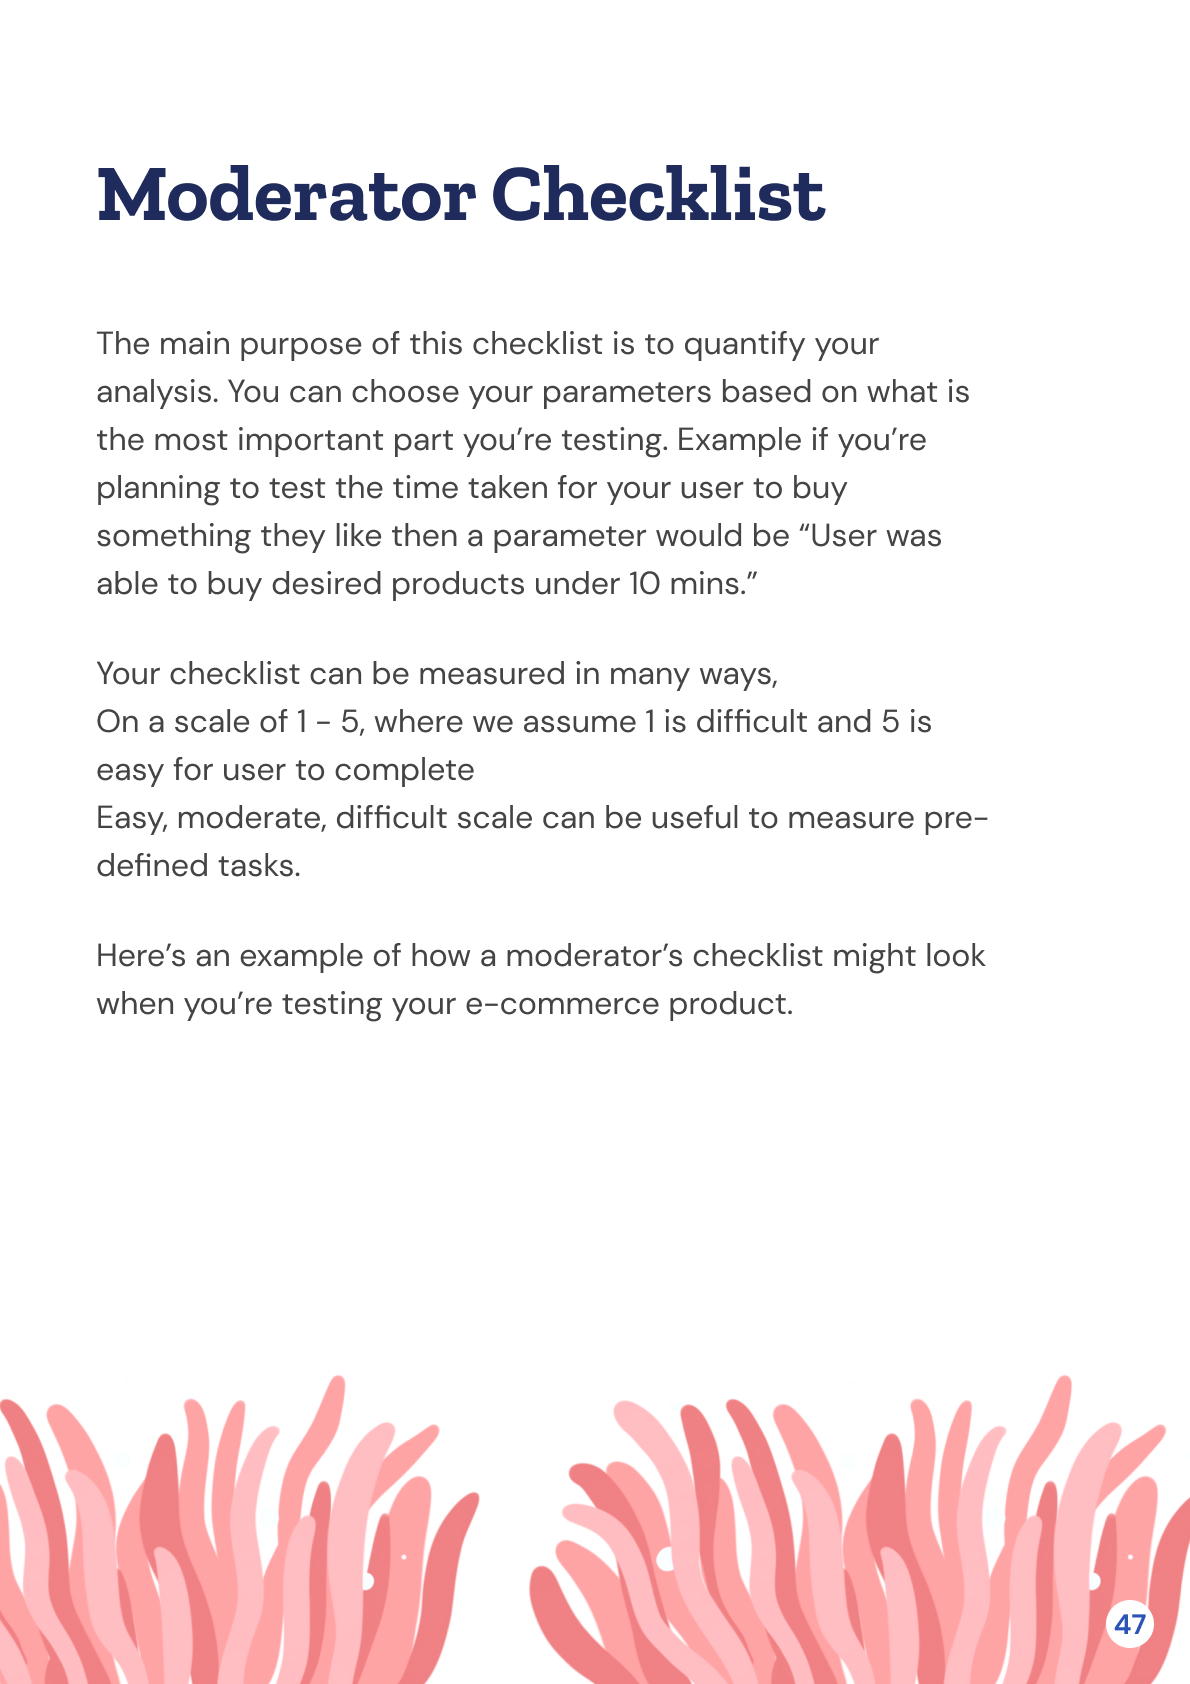 Moderator Checklist
The main purpose of this checklist is to quantify your
analysis. You can choose your parameters based on what is
the most important part you’re testing. Example if you’re
planning to test the time taken for your user to buy
something they like then a parameter would be “User was
able to buy desired products under 10 mins.”
Your checklist can be measured in many ways,
On a scale of 1 - 5, where we assume 1 is difficult and 5 is
easy for user to complete
Easy, moderate, difficult scale can be useful to measure pre-
defined tasks.
Here’s an example of how a moderator’s checklist might look
when you’re testing your e-commerce product.
47